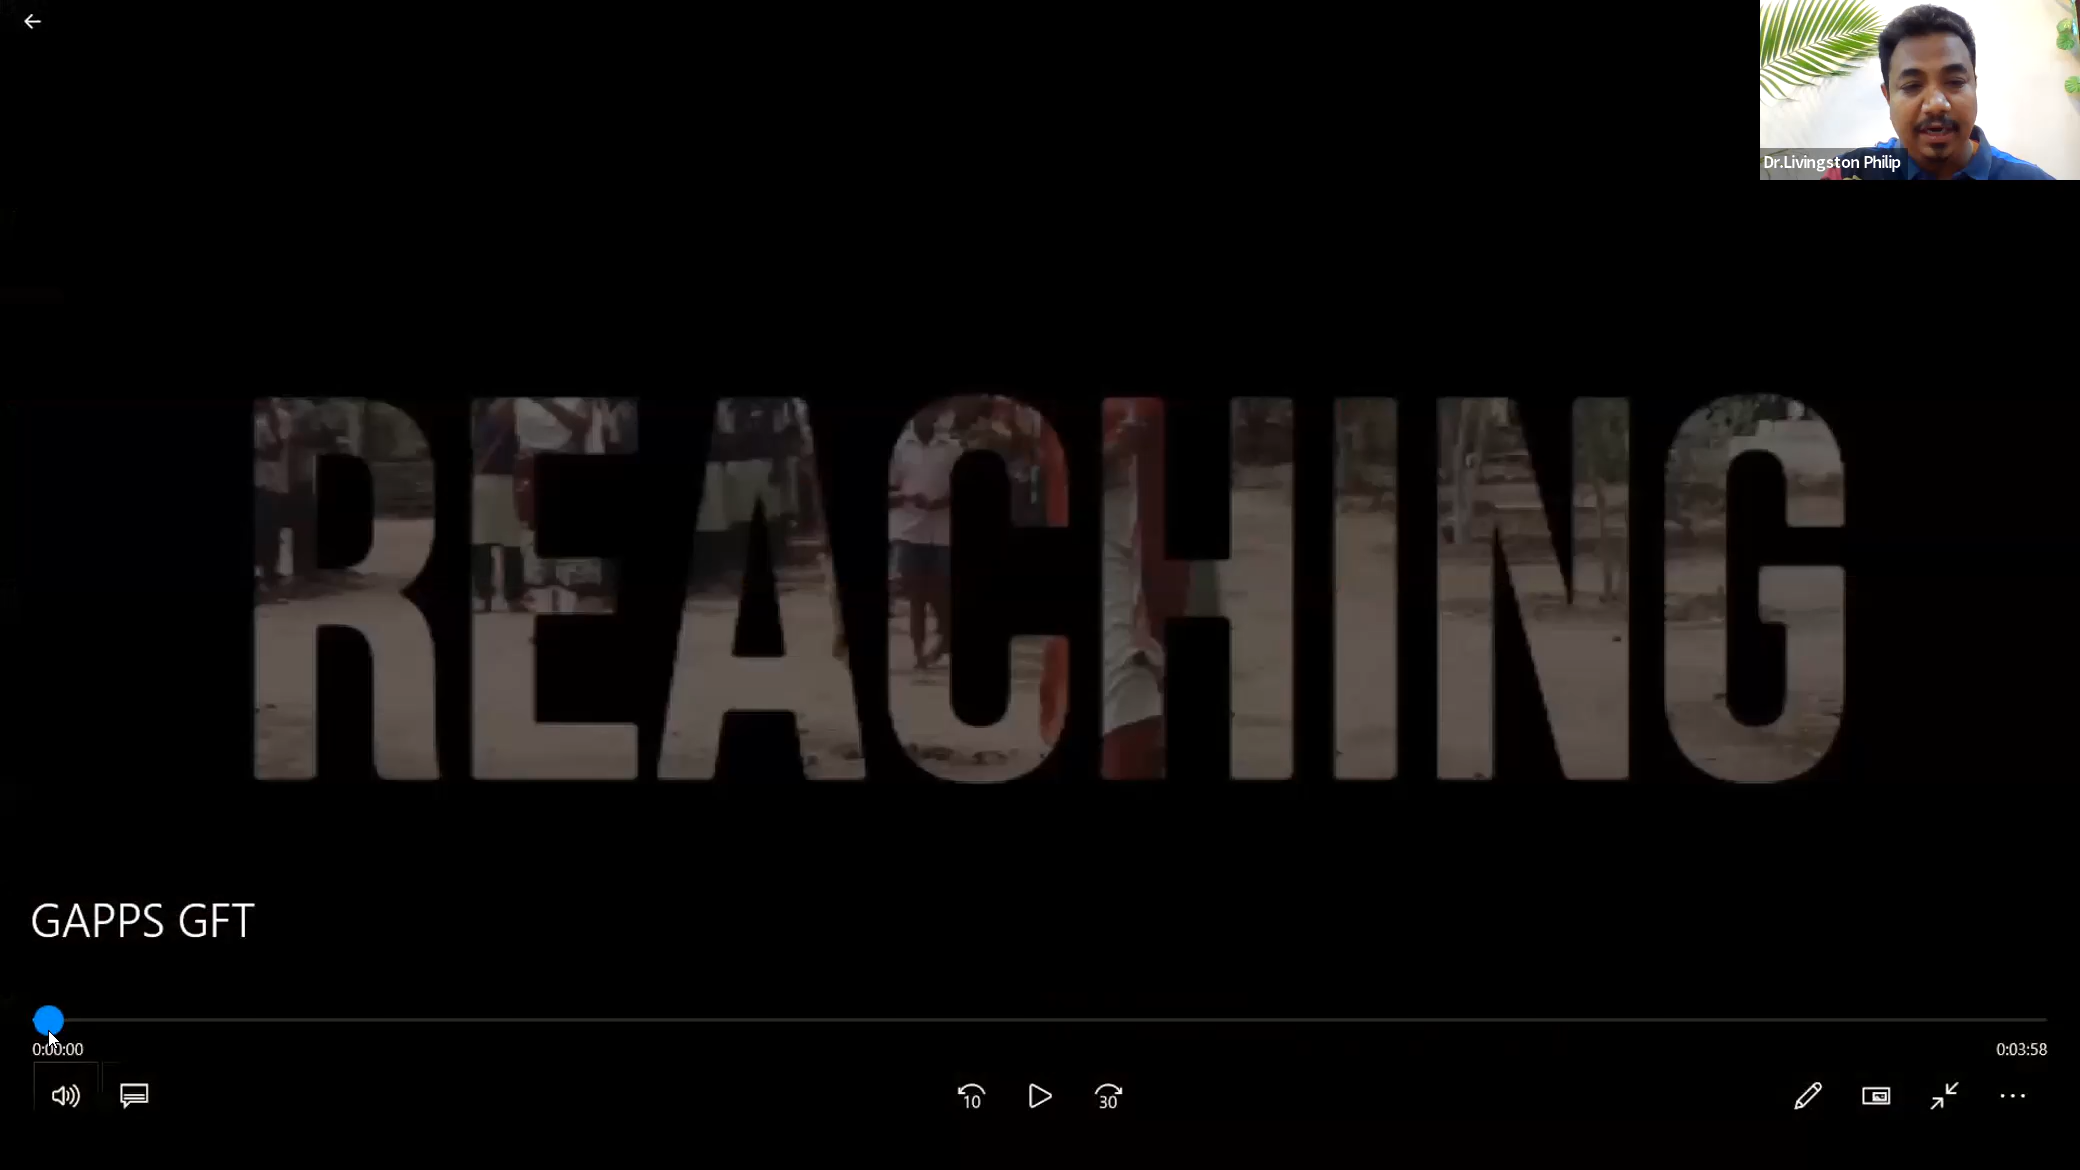 Dr.Livingston Philip
REACHING
GAPPS GFT
0:00:00
0:03:58
10
30